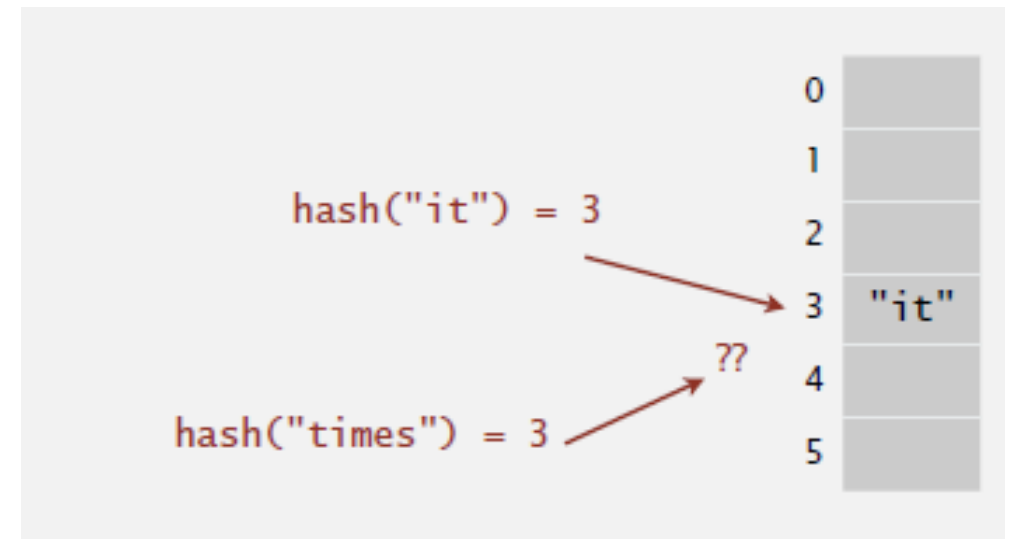 0
1
hash("it") = 3
2
3 "it"
??
4
hash("times") = 3
5